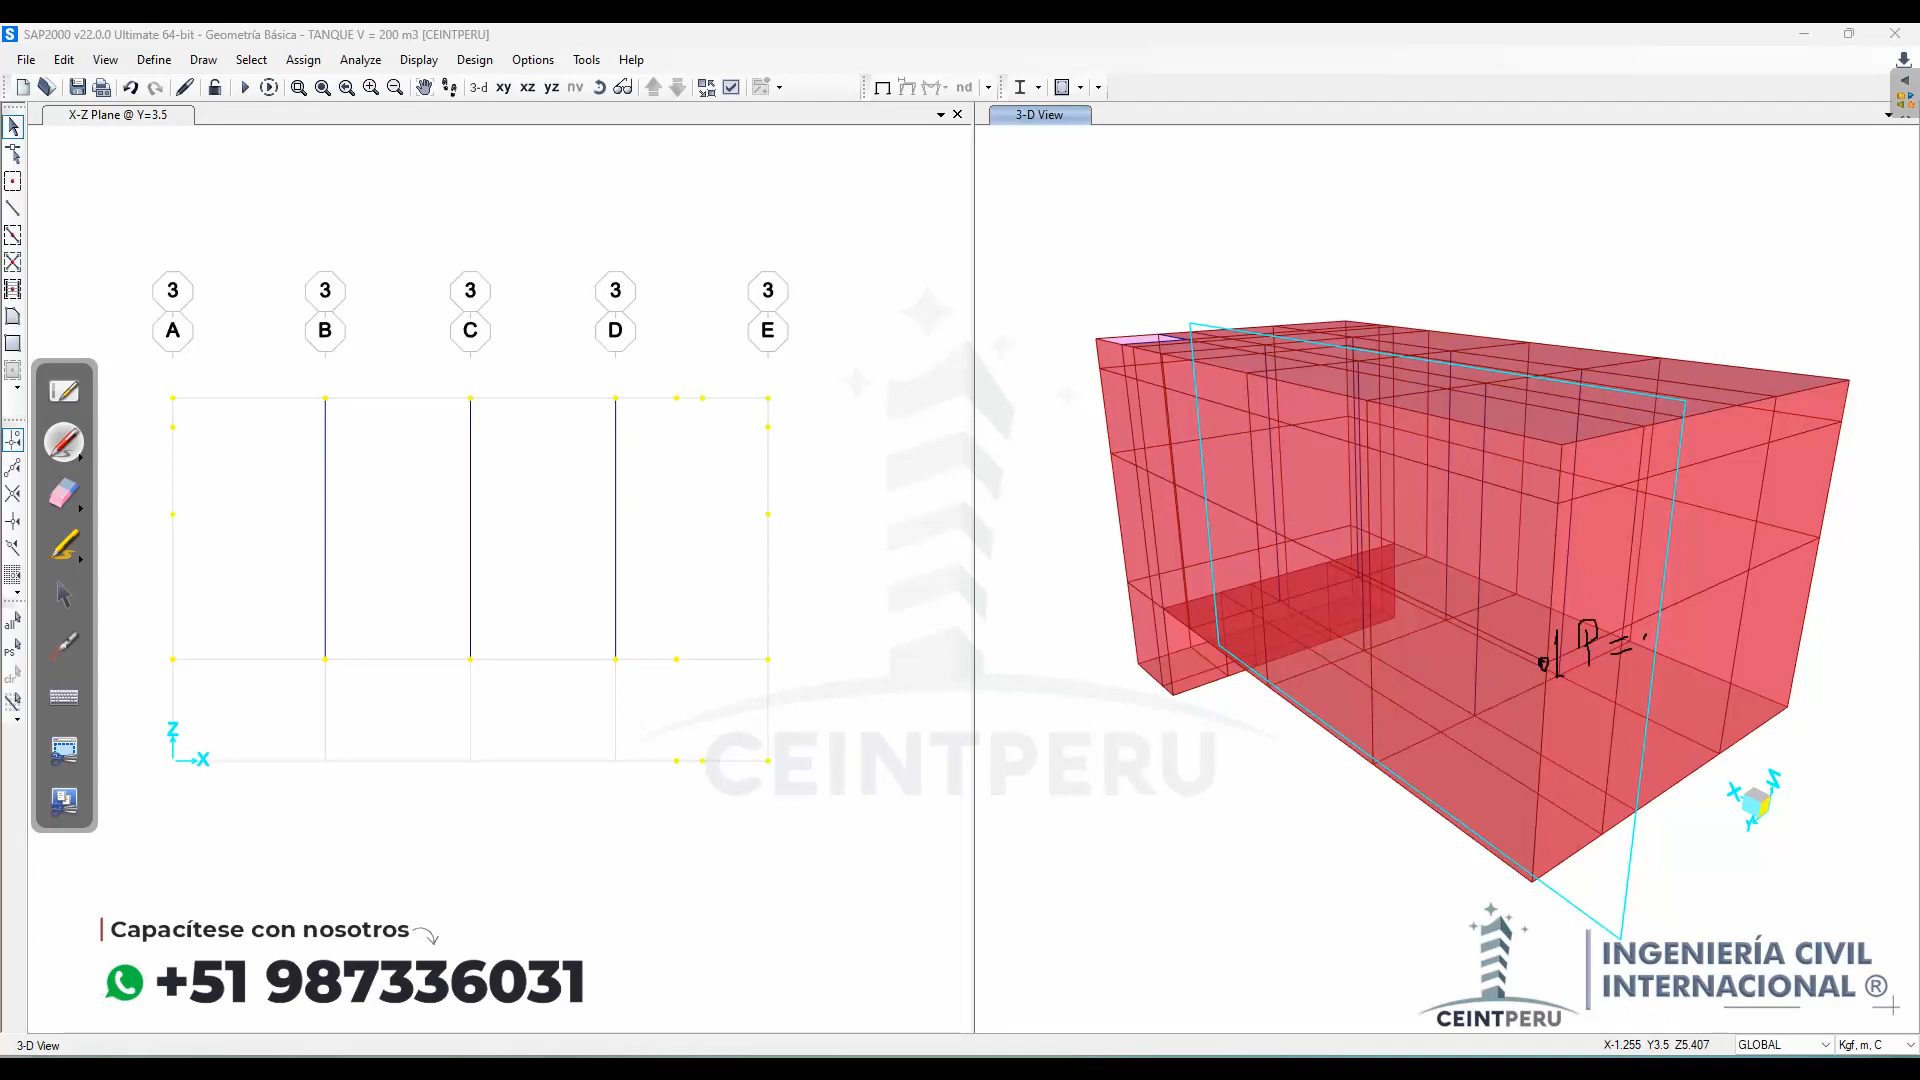 SAP2000 v22.0.0 Ultimate 64-bit - Geometría Básica - TANQUE V = 200 m3 [CEINTPERU]
File Edit View Define Draw Select Assign Analyze Display Design Options Tools Help
3-d xy xz yz nv nd
X-Z Plane @ Y=3.5
3-D View
3 3 3 3 3
A B C D E
all
PS
clr
Z
X
P =
X Z
Y
CEINTPERU
Capacítese con nosotros
+51 987336031
INGENIERÍA CIVIL
INTERNACIONAL ®
CEINTPERU
3-D View
X-1.255 Y3.5 Z5.407
GLOBAL
Kgf, m, C